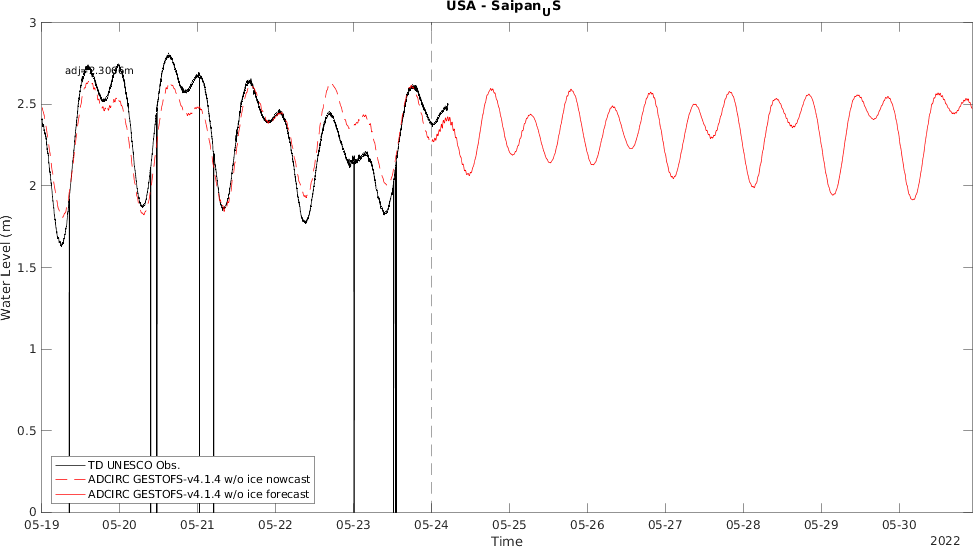 USA - SaipanUS
3
2.5
2
1.5
1
0.5
0
Water Level (m)
adj=2.3066m
TD UNESCO Obs.
ADCIRC GESTOFS-v4.1.4 w/o ice nowcast
ADCIRC GESTOFS-v4.1.4 w/o ice forecast
05-19 05-20 05-21 05-22 05-23 05-24 05-25 05-26 05-27 05-28 05-29 05-30
Time
2022